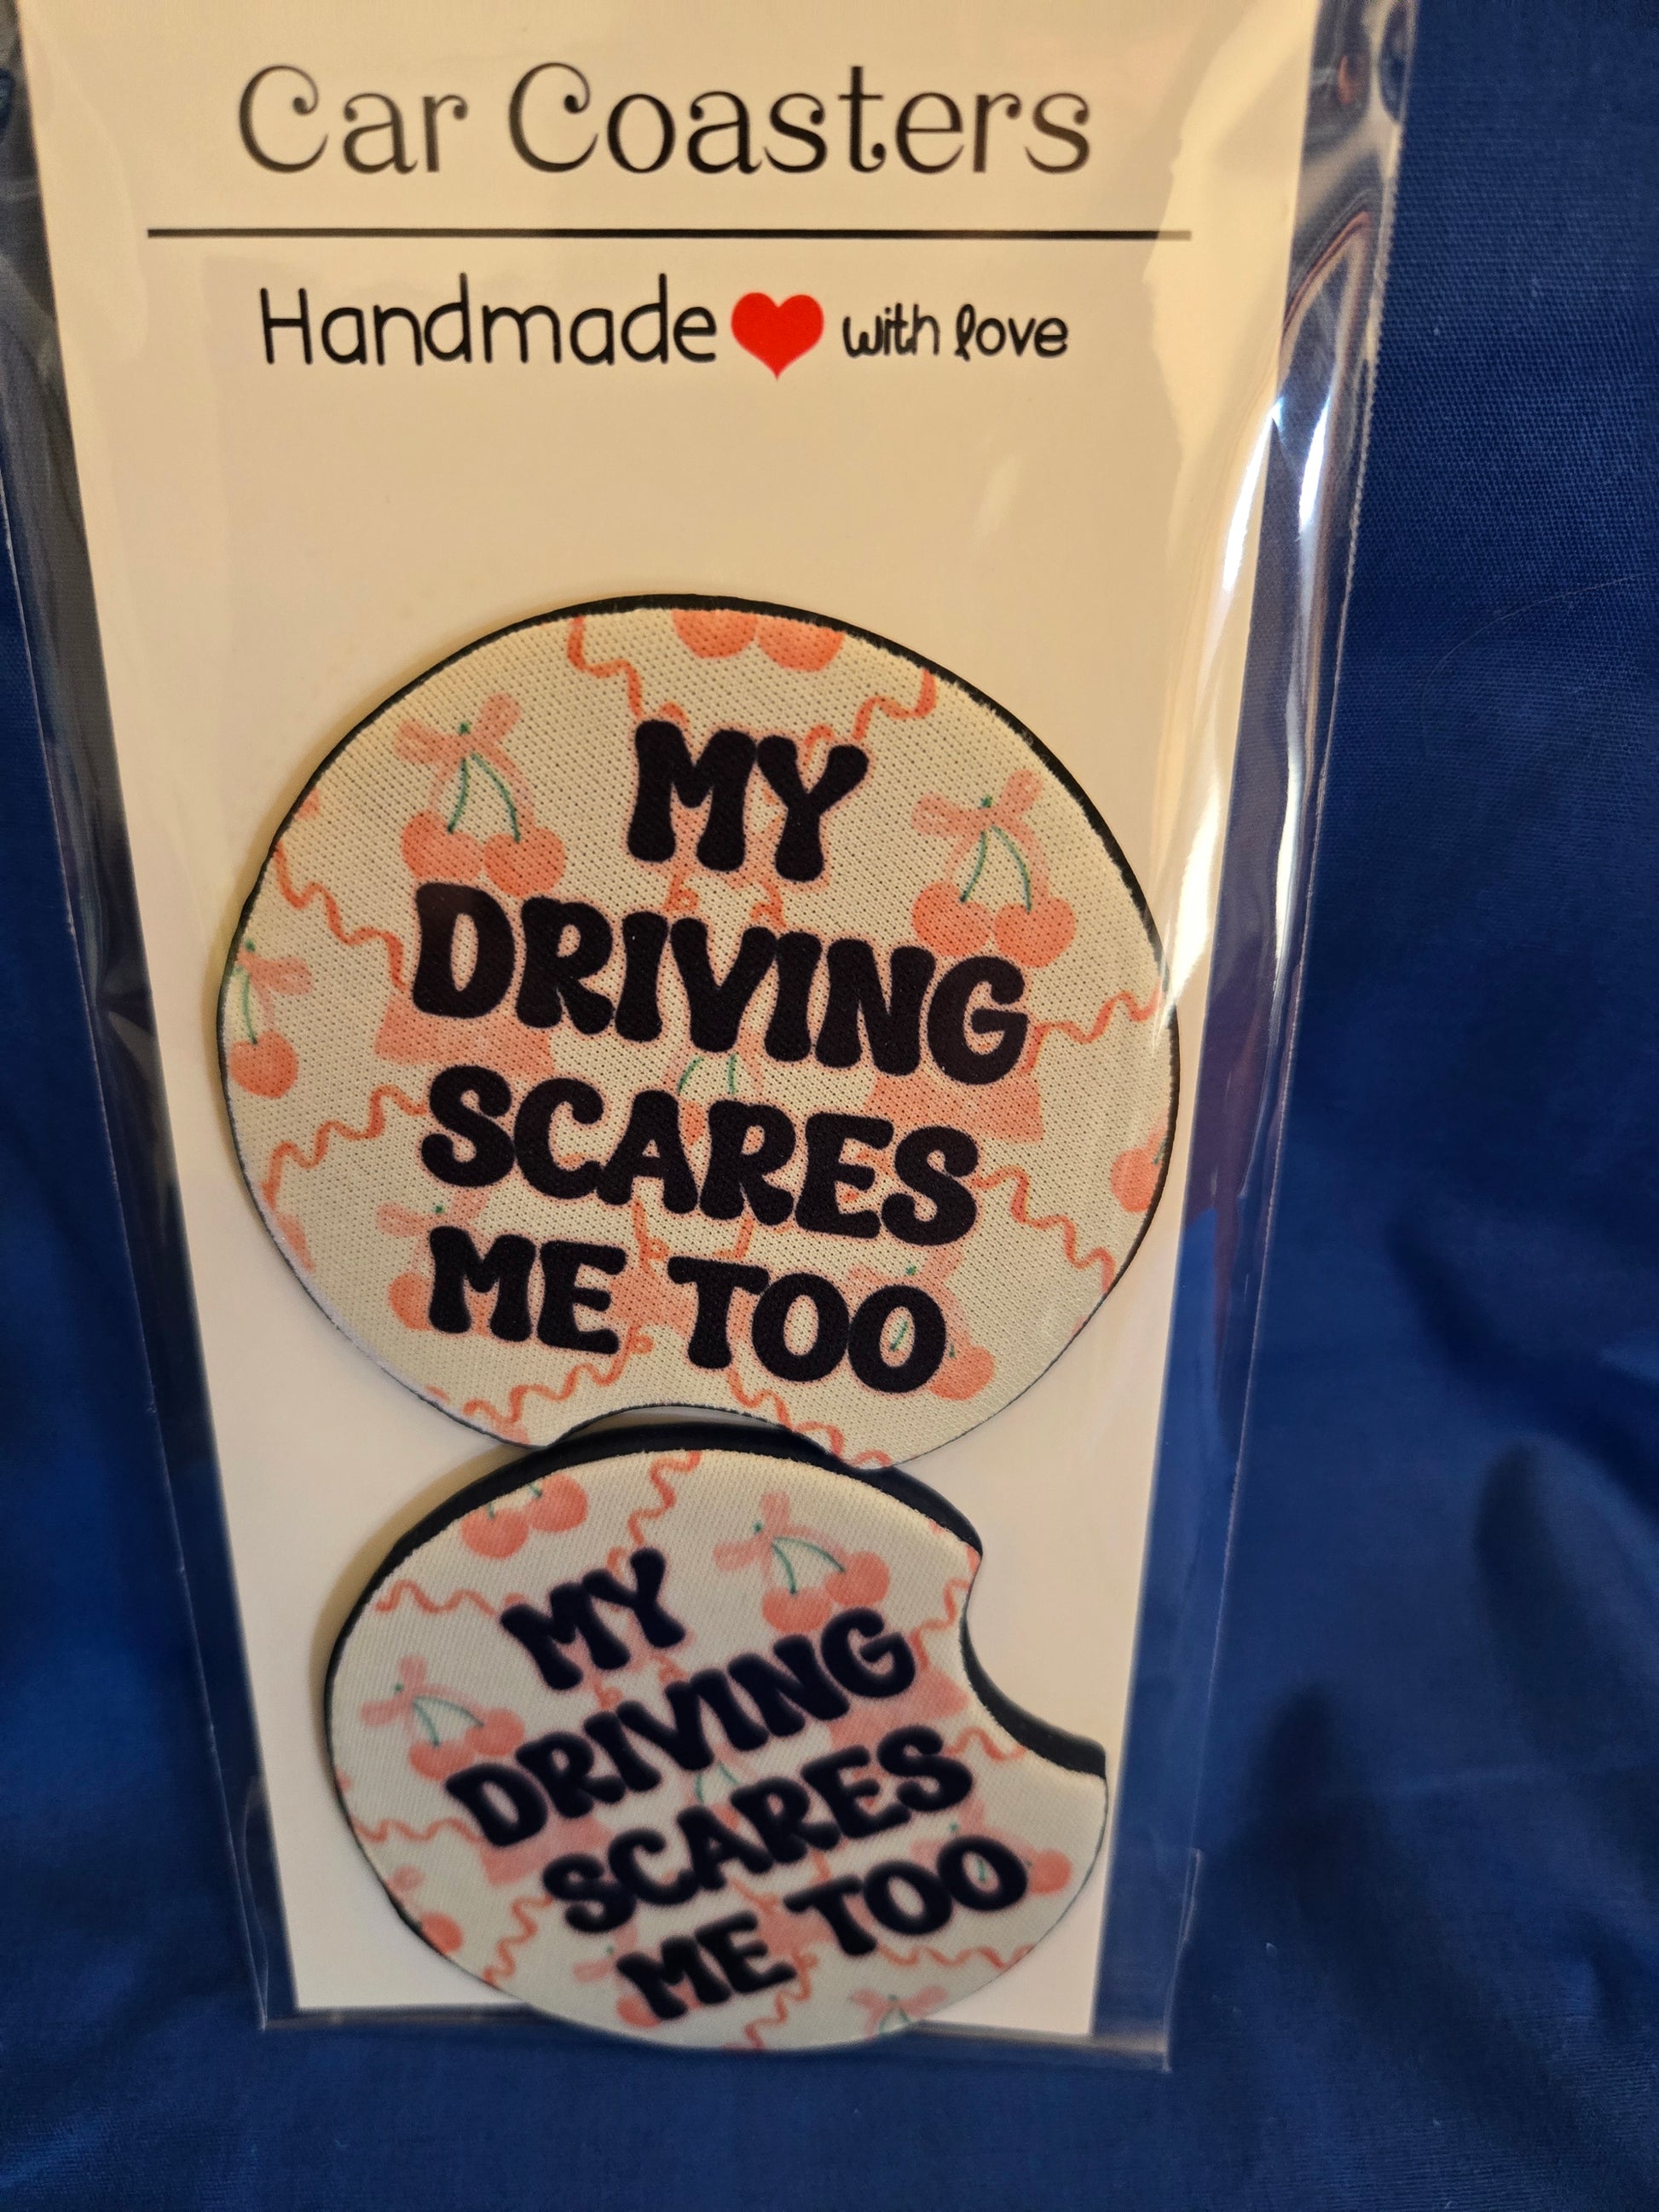 Car Coasters
Handmade with love
MY
DRIVING
SCARES
ME TOO
MY
DRIVING
SCARES
ME TOO